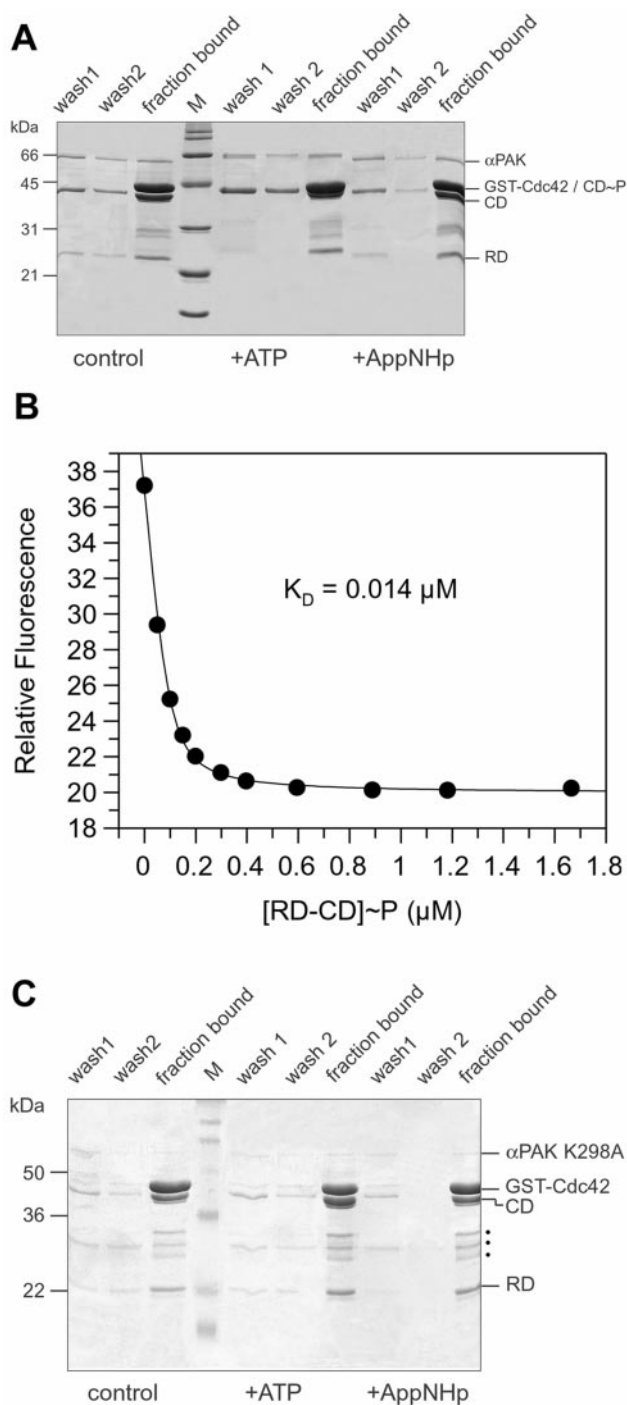 A
wash1 wash2 fraction bound M wash 1 wash 2 fraction bound wash1 wash 2 fraction bound
kDa
66
45
31
21
αPAK
GST-Cdc42 / CD~P
CD
RD
control +ATP +AppNHp
B
38
36
34
32
30
28
26
24
22
20
18
Relative Fluorescence
K_D = 0.014 µM
0 0.2 0.4 0.6 0.8 1 1.2 1.4 1.6 1.8
[RD-CD]~P (µM)
C
wash1 wash2 fraction bound M wash 1 wash 2 fraction bound wash1 wash 2 fraction bound
kDa
50
36
22
αPAK K298A
GST-Cdc42
CD
RD
control +ATP +AppNHp